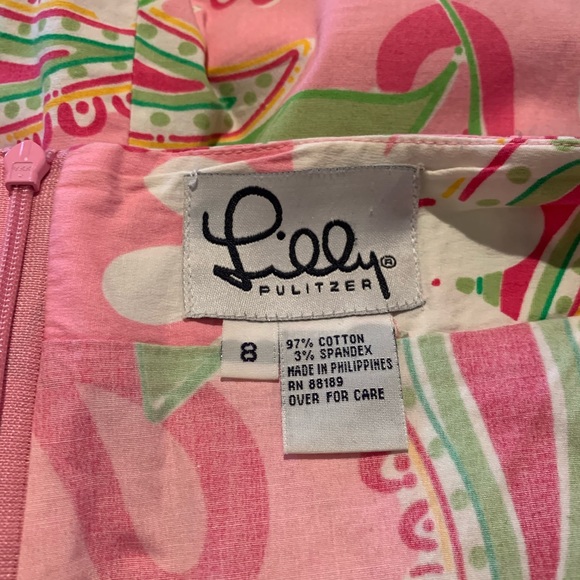 Lilly®
PULITZER
8
97% COTTON
3% SPANDEX
MADE IN PHILIPPINES
RN 88189
OVER FOR CARE